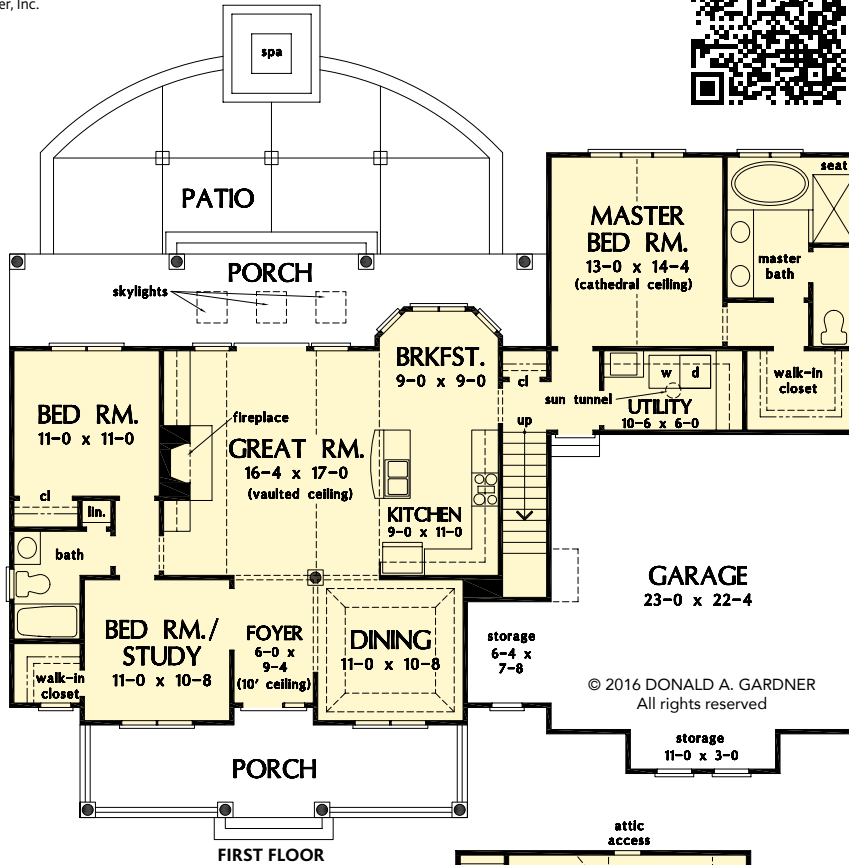 er, Inc.
spa
PATIO
PORCH
skylights
MASTER
BED RM.
13-0 x 14-4
(cathedral ceiling)
seat
master
bath
BRKFST.
9-0 x 9-0
cl
up
sun tunnel
w d
UTILITY
10-6 x 6-0
walk-in
closet
BED RM.
11-0 x 11-0
fireplace
GREAT RM.
16-4 x 17-0
(vaulted ceiling)
KITCHEN
9-0 x 11-0
cl
lin.
bath
BED RM./
STUDY
11-0 x 10-8
walk-in
closet
FOYER
6-0 x
9-4
(10' ceiling)
DINING
11-0 x 10-8
storage
6-4 x
7-8
GARAGE
23-0 x 22-4
© 2016 DONALD A. GARDNER
All rights reserved
storage
11-0 x 3-0
PORCH
FIRST FLOOR
attic
access